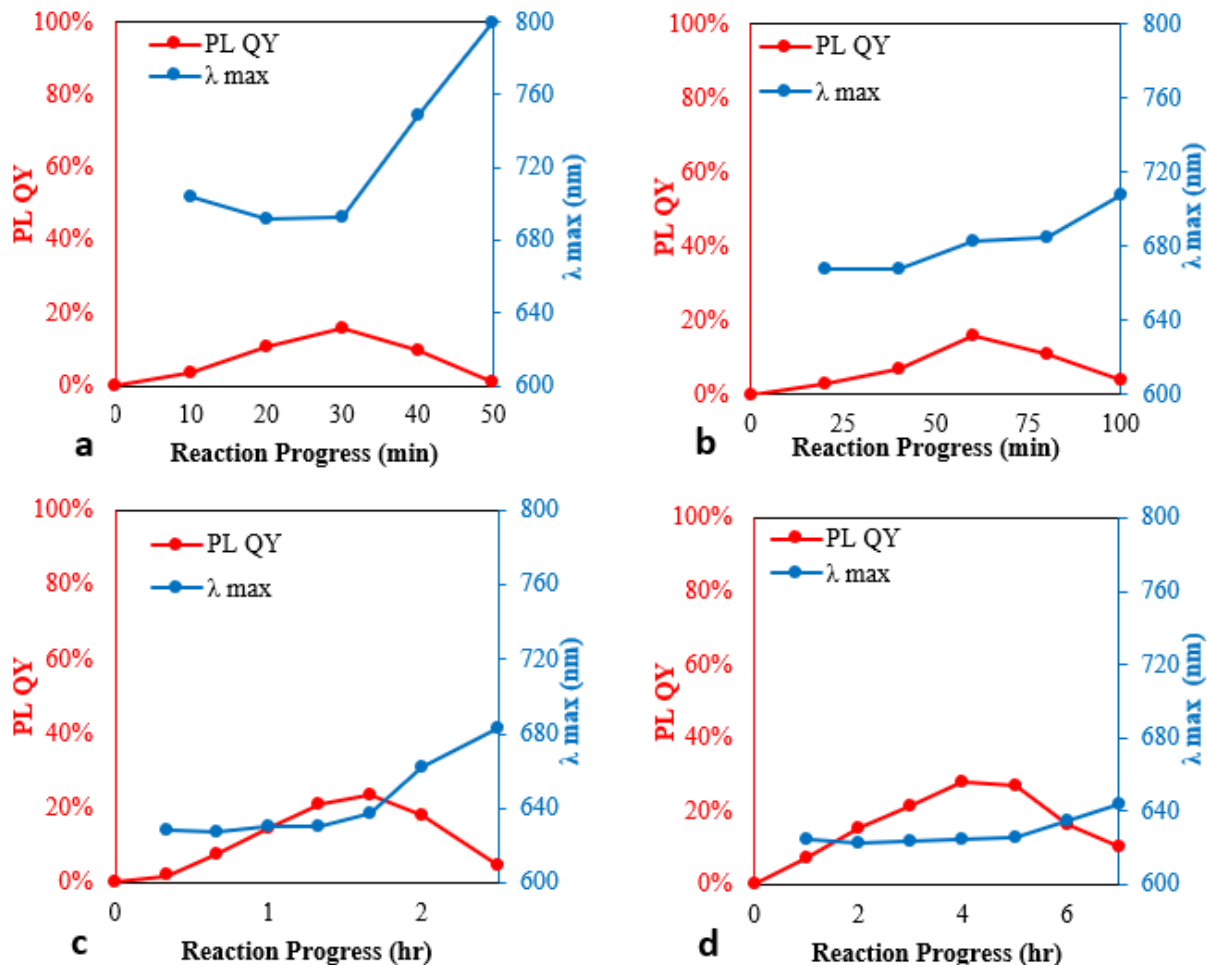 100%
80%
60%
40%
20%
0%
PL QY
PL QY
λ max
800
760
720
680
640
600
λ max (nm)
0 10 20 30 40 50
a
Reaction Progress (min)
100%
80%
60%
40%
20%
0%
PL QY
PL QY
λ max
800
760
720
680
640
600
λ max (nm)
0 25 50 75 100
b
Reaction Progress (min)
100%
80%
60%
40%
20%
0%
PL QY
PL QY
λ max
800
760
720
680
640
600
λ max (nm)
0 1 2
c
Reaction Progress (hr)
100%
80%
60%
40%
20%
0%
PL QY
PL QY
λ max
800
760
720
680
640
600
λ max (nm)
0 2 4 6
d
Reaction Progress (hr)